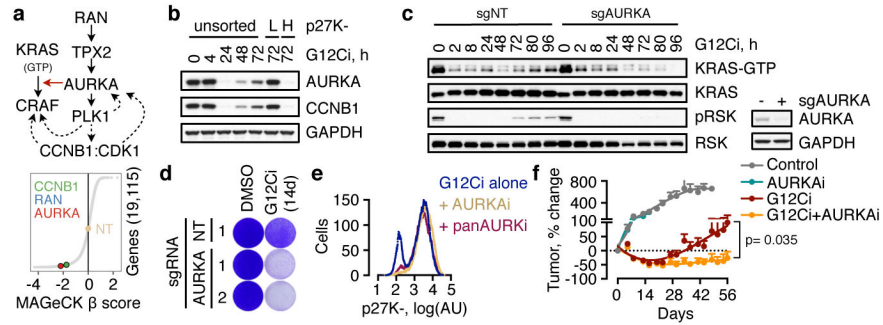 a
RAN
KRAS
(GTP)
TPX2
AURKA
CRAF
PLK1
CCNB1:CDK1
CCNB1
RAN
AURKA
NT
Genes (19,115)
-4 -2 0 2 4
MAGeCK β score
b
unsorted L H p27K-
0 4 24 48 72 72 72 G12Ci, h
AURKA
CCNB1
GAPDH
c
sgNT sgAURKA
0 2 8 24 48 72 80 96 0 2 8 24 48 72 80 96 G12Ci, h
KRAS-GTP
KRAS
pRSK
RSK
- + sgAURKA
AURKA
GAPDH
d
DMSO
G12Ci
(14d)
sgRNA
NT
1
AURKA
1
2
e
G12Ci alone
+ AURKAi
+ panAURKi
Cells
150
100
50
0
1 2 3 4 5
p27K-, log(AU)
f
Control
AURKAi
G12Ci
G12Ci+AURKAi
p= 0.035
Tumor, % change
800
400
100
100
50
0
-50
-100
0 14 28 42 56
Days